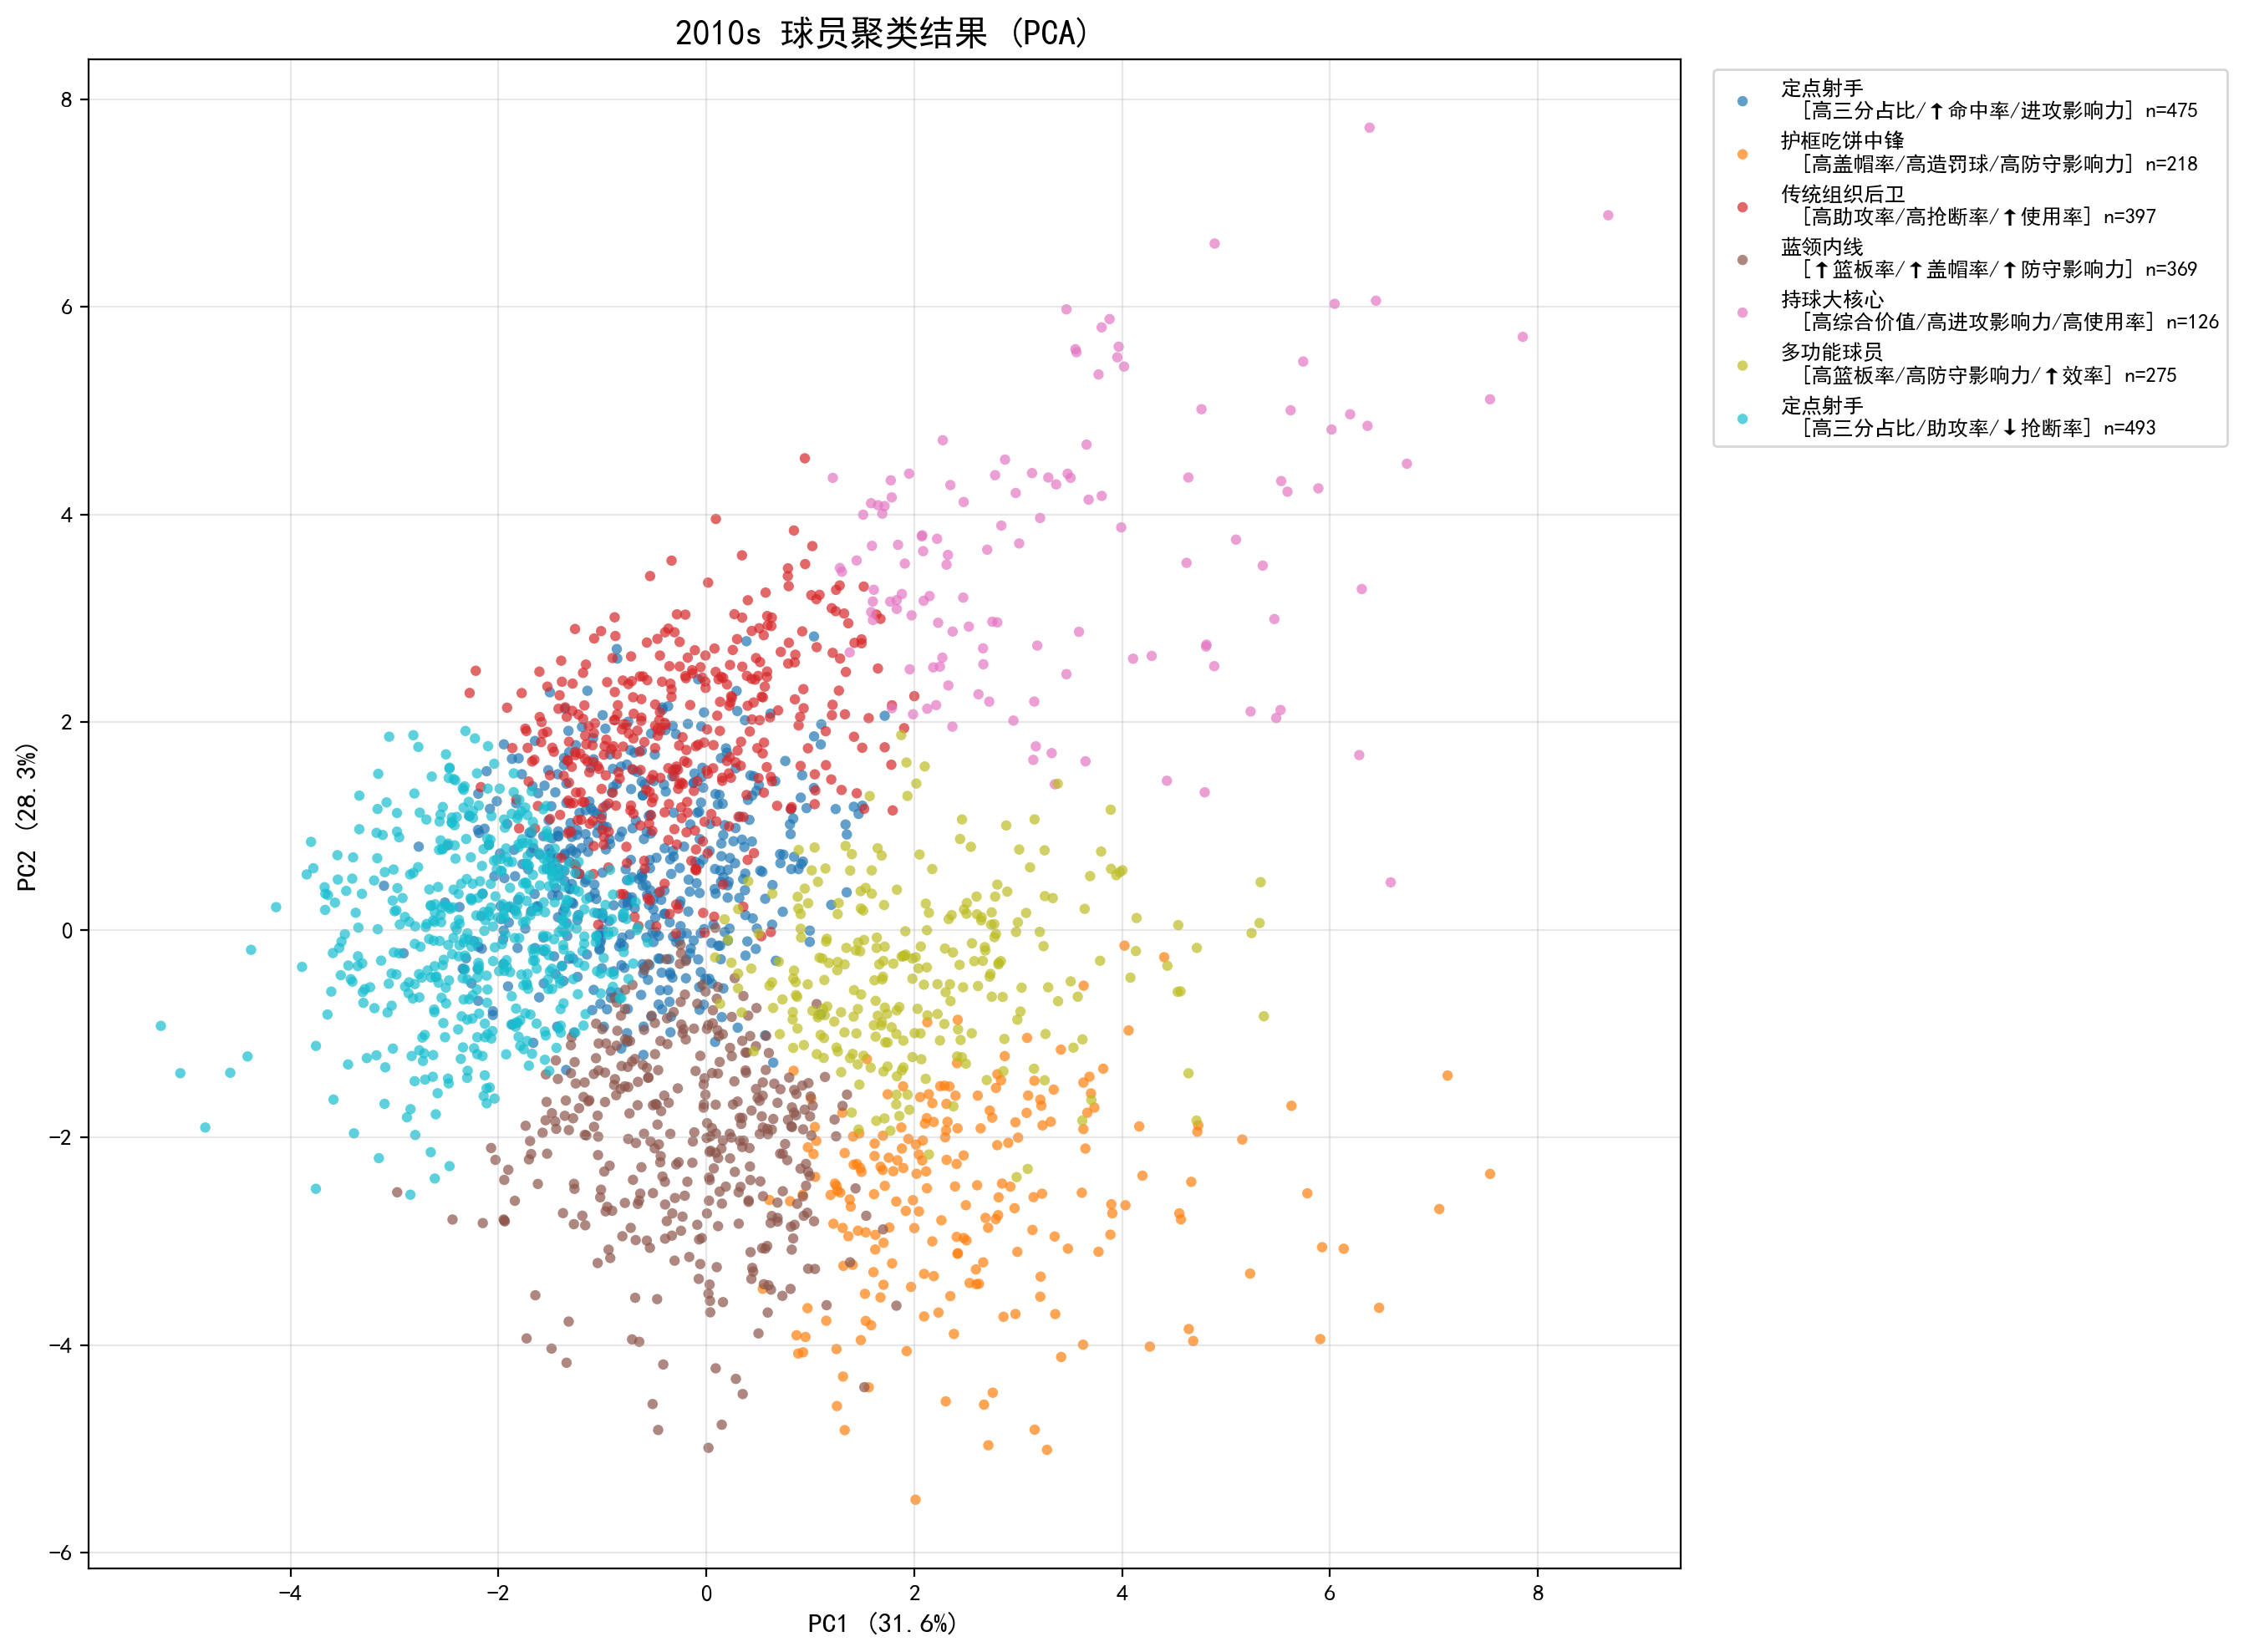 2010s 球员聚类结果 (PCA)
定点射手
[高三分占比/↑命中率/进攻影响力] n=475
护框吃饼中锋
[高盖帽率/高造罚球/高防守影响力] n=218
传统组织后卫
[高助攻率/高抢断率/↑使用率] n=397
蓝领内线
[↑篮板率/↑盖帽率/↑防守影响力] n=369
持球大核心
[高综合价值/高进攻影响力/高使用率] n=126
多功能球员
[高篮板率/高防守影响力/↑效率] n=275
定点射手
[高三分占比/助攻率/↓抢断率] n=493
PC2 (28.3%)
8
6
4
2
0
−2
−4
−6
−4
−2
0
2
4
6
8
PC1 (31.6%)